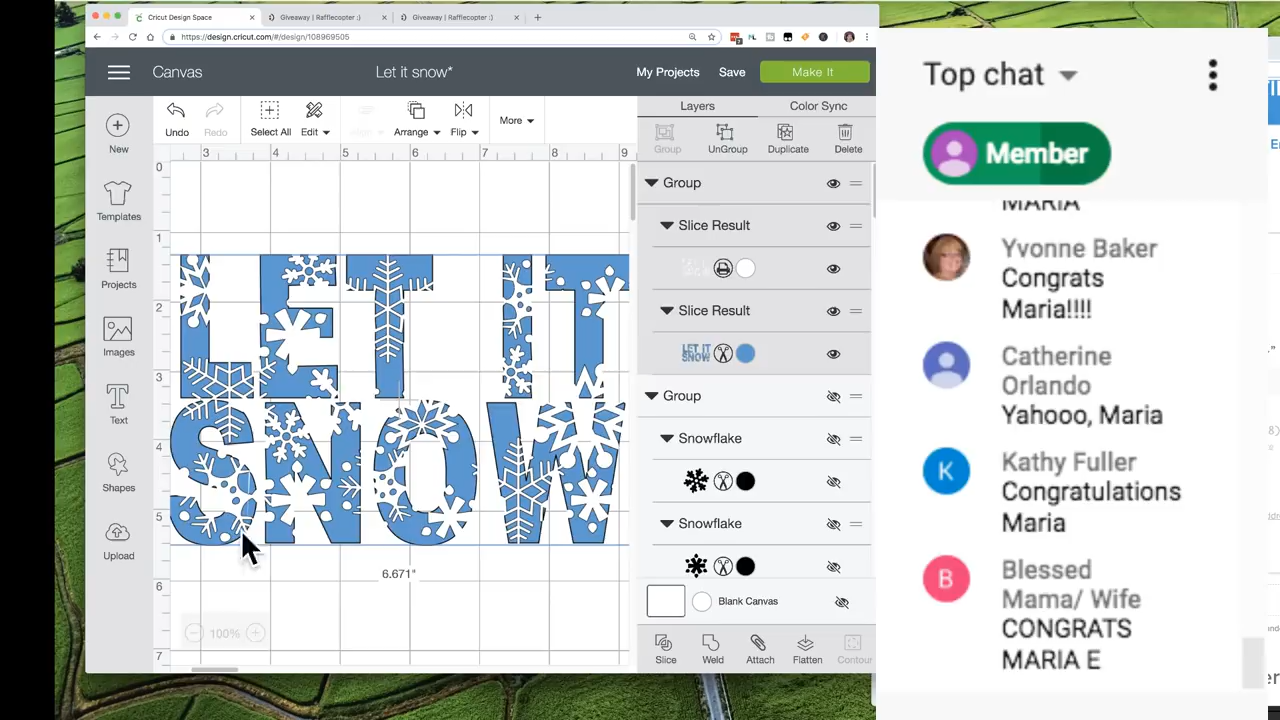 Cricut Design Space
Giveaway | Rafflecopter :)
Giveaway | Rafflecopter :)
https://design.cricut.com/#/design/108969505
Canvas
Let it snow*
My Projects
Save
Make It
Undo
Redo
Select All
Edit
Arrange
Flip
More
Layers
Color Sync
Group
UnGroup
Duplicate
Delete
New
Templates
Projects
Images
Text
Shapes
Upload
3 4 5 6 7 8 9
0
1
2
3
4
5
6
7
LET IT
SNOW
6.671"
100%
Group
Slice Result
Slice Result
LET IT
SNOW
Group
Snowflake
Snowflake
Blank Canvas
Slice
Weld
Attach
Flatten
Contour
Top chat
Member
MARIA
Yvonne Baker
Congrats
Maria!!!!
Catherine
Orlando
Yahooo, Maria
K
Kathy Fuller
Congratulations
Maria
B
Blessed
Mama/ Wife
CONGRATS
MARIA E